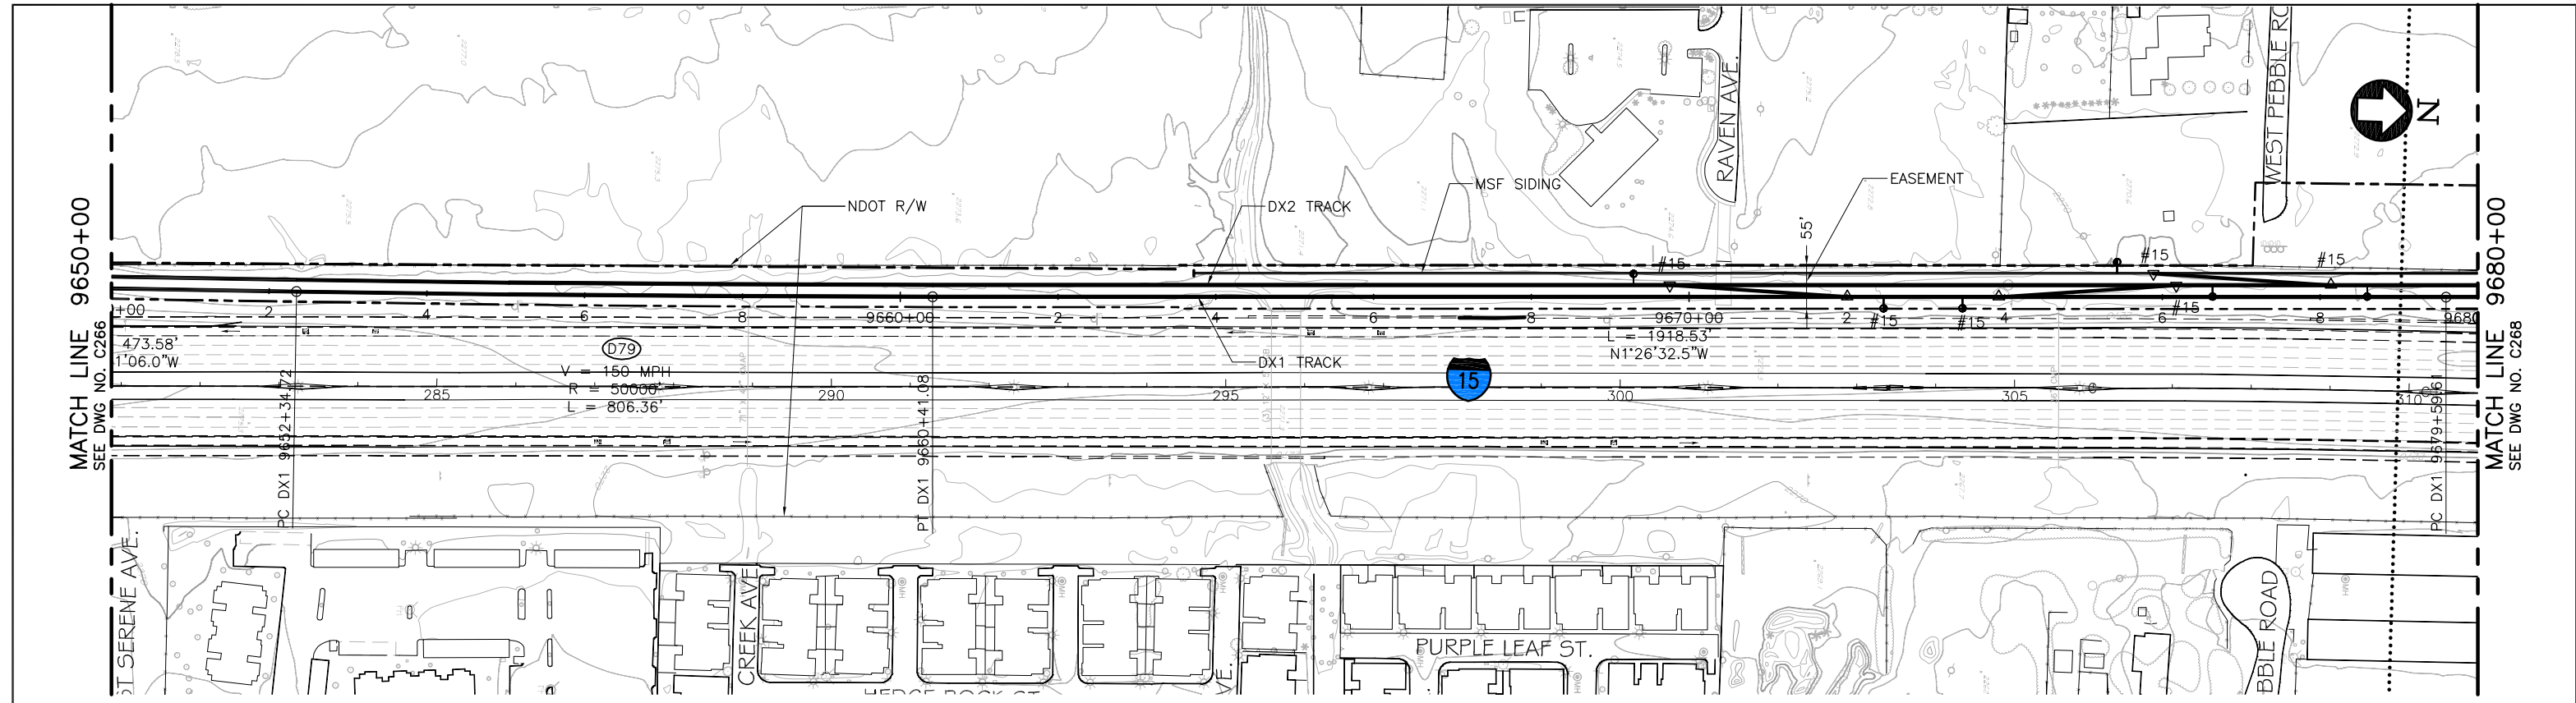 MATCH LINE 9650+00
SEE DWG NO. C266
NDOT R/W
DX2 TRACK
MSF SIDING
EASEMENT
55'
RAVEN AVE.
WEST PEBBLE RO
N
#15
#15
#15
#15
#15
#15
+00
2
4
6
8
9660+00
2
4
6
8
9670+00
2
4
6
8
9680
473.58'
1'06.0"W
D79
V = 150 MPH
R = 50000'
L = 806.36'
DX1 TRACK
L = 1918.53'
N1°26'32.5"W
15
285
290
295
300
305
310
PC DX1 9652+34.72
PT DX1 9660+41.08
PC DX1 9679+59.61
ST SERENE AVE.
CREEK AVE
HEDGE ROCK ST
AVE.
PURPLE LEAF ST.
BBLE ROAD
MATCH LINE 9680+00
SEE DWG NO. C268